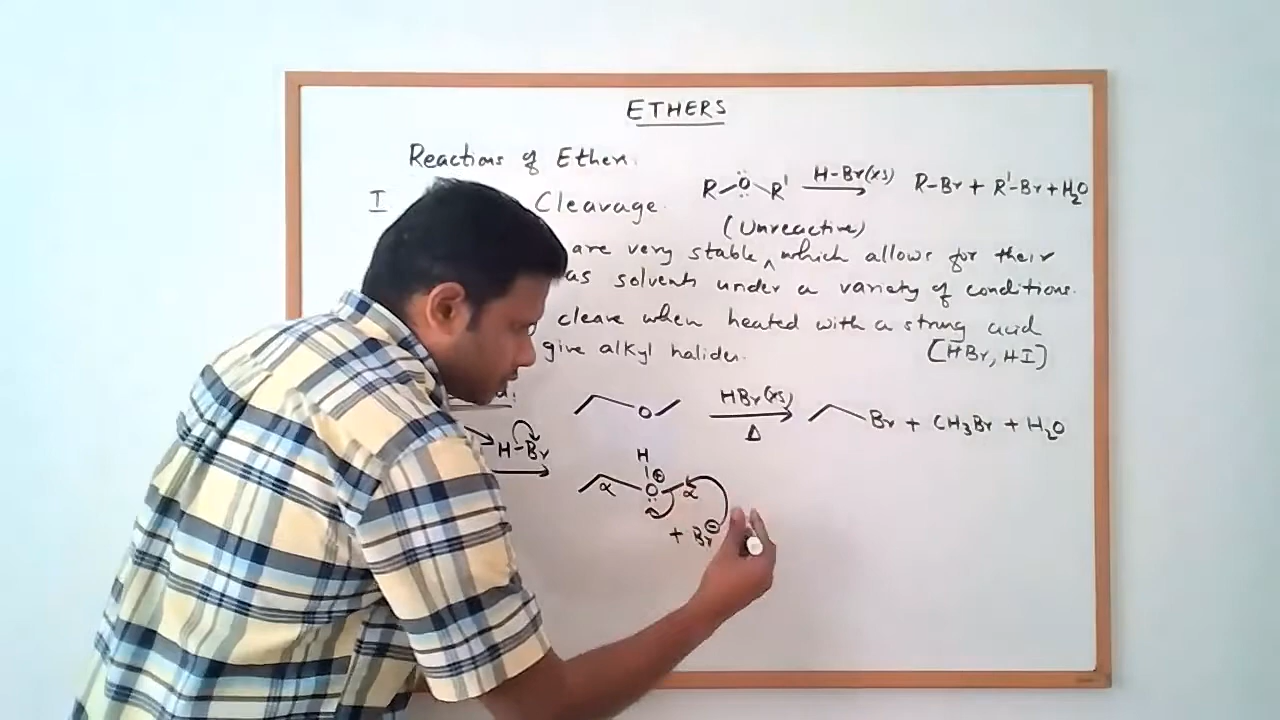 ETHERS
Reactions of Ethers.
R-Ö-R' H-Br(xs) R-Br + R'-Br + H₂O
I Cleavage.
(Unreactive)
are very stable ^ which allows for their
as solvents under a variety of conditions.
cleave when heated with a strong acid
give alkyl halides. [HBr, HI]
O HBr(xs) Δ Br + CH₃Br + H₂O
H-Br
H
α O ⊕ α
+ Br ⊖